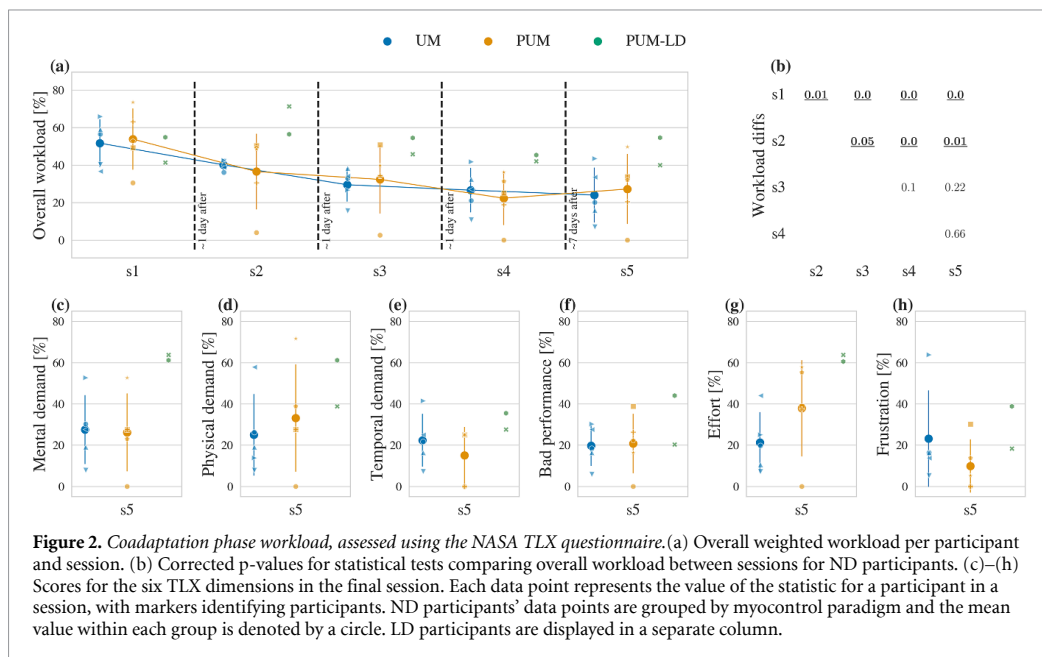 UM PUM PUM-LD
(a) (b)
Overall workload [%]
80
60
40
20
0
~1 day after
~1 day after
~1 day after
~7 days after
s1 s2 s3 s4 s5
Workload diffs
s1 0.01 0.0 0.0 0.0
s2 0.05 0.0 0.01
s3 0.1 0.22
s4 0.66
s2 s3 s4 s5
(c) (d) (e) (f) (g) (h)
Mental demand [%]
80
60
40
20
0
s5
Physical demand [%]
80
60
40
20
0
s5
Temporal demand [%]
80
60
40
20
0
s5
Bad performance [%]
80
60
40
20
0
s5
Effort [%]
80
60
40
20
0
s5
Frustration [%]
80
60
40
20
0
s5
Figure 2. Coadaptation phase workload, assessed using the NASA TLX questionnaire.(a) Overall weighted workload per participant
and session. (b) Corrected p-values for statistical tests comparing overall workload between sessions for ND participants. (c)–(h)
Scores for the six TLX dimensions in the final session. Each data point represents the value of the statistic for a participant in a
session, with markers identifying participants. ND participants’ data points are grouped by myocontrol paradigm and the mean
value within each group is denoted by a circle. LD participants are displayed in a separate column.